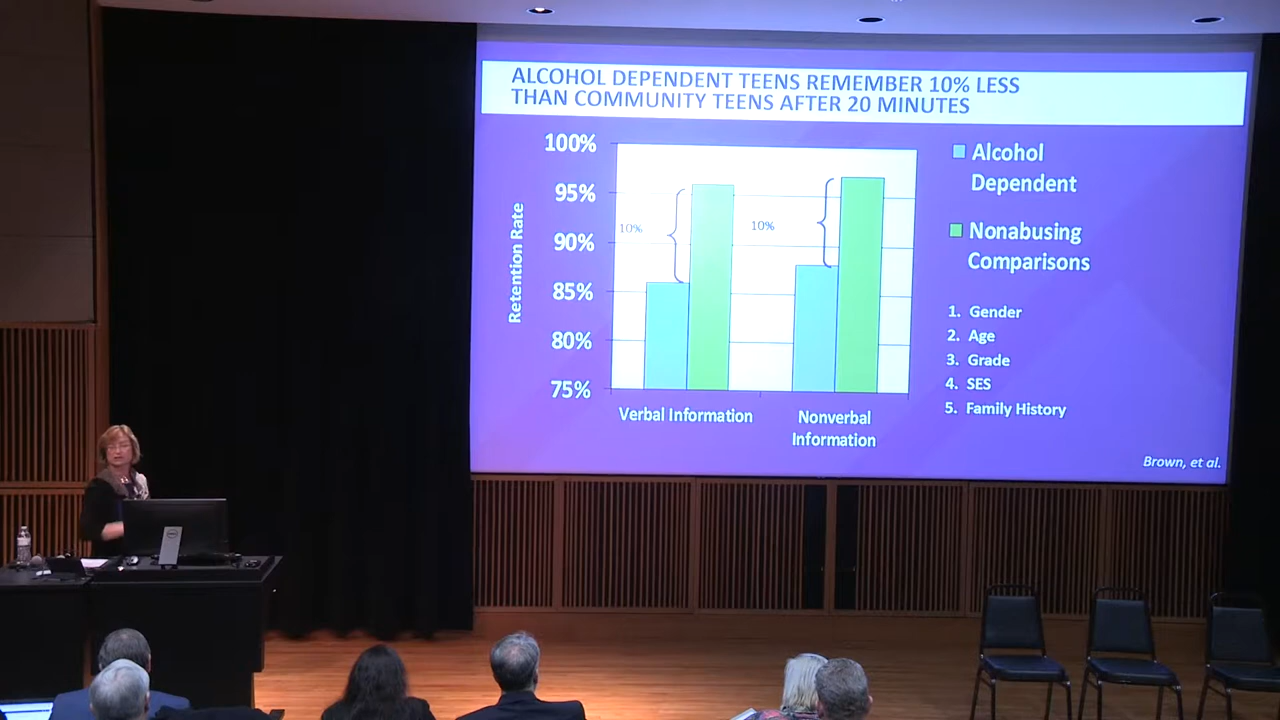 ALCOHOL DEPENDENT TEENS REMEMBER 10% LESS
THAN COMMUNITY TEENS AFTER 20 MINUTES
100%
95%
90%
85%
80%
75%
Retention Rate
10%
10%
Verbal Information
Nonverbal
Information
Alcohol
Dependent
Nonabusing
Comparisons
1. Gender
2. Age
3. Grade
4. SES
5. Family History
Brown, et al.